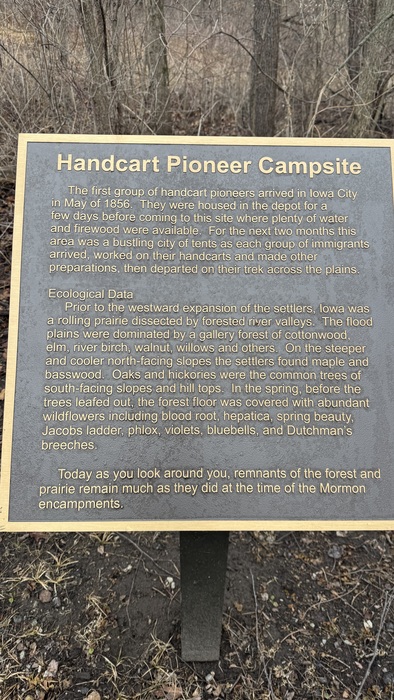 Handcart Pioneer Campsite
The first group of handcart pioneers arrived in Iowa City
in May of 1856. They were housed in the depot for a
few days before coming to this site where plenty of water
and firewood were available. For the next two months this
area was a bustling city of tents as each group of immigrants
arrived, worked on their handcarts and made other
preparations, then departed on their trek across the plains.
Ecological Data
Prior to the westward expansion of the settlers, Iowa was
a rolling prairie dissected by forested river valleys. The flood
plains were dominated by a gallery forest of cottonwood,
elm, river birch, walnut, willows and others. On the steeper
and cooler north-facing slopes the settlers found maple and
basswood. Oaks and hickories were the common trees of
south-facing slopes and hill tops. In the spring, before the
trees leafed out, the forest floor was covered with abundant
wildflowers including blood root, hepatica, spring beauty,
Jacobs ladder, phlox, violets, bluebells, and Dutchman's
breeches.
Today as you look around you, remnants of the forest and
prairie remain much as they did at the time of the Mormon
encampments.